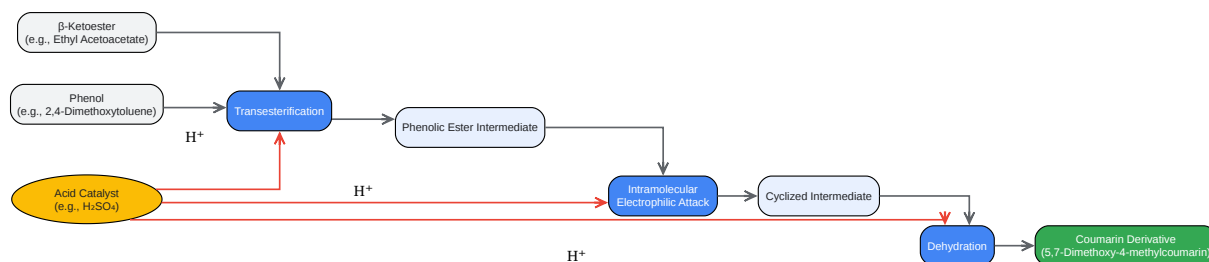 β-Ketoester
(e.g., Ethyl Acetoacetate)
Phenol
(e.g., 2,4-Dimethoxytoluene)
Transesterification
Phenolic Ester Intermediate
H⁺
Acid Catalyst
(e.g., H₂SO₄)
H⁺
Intramolecular
Electrophilic Attack
Cyclized Intermediate
Dehydration
Coumarin Derivative
(5,7-Dimethoxy-4-methylcoumarin)
H⁺